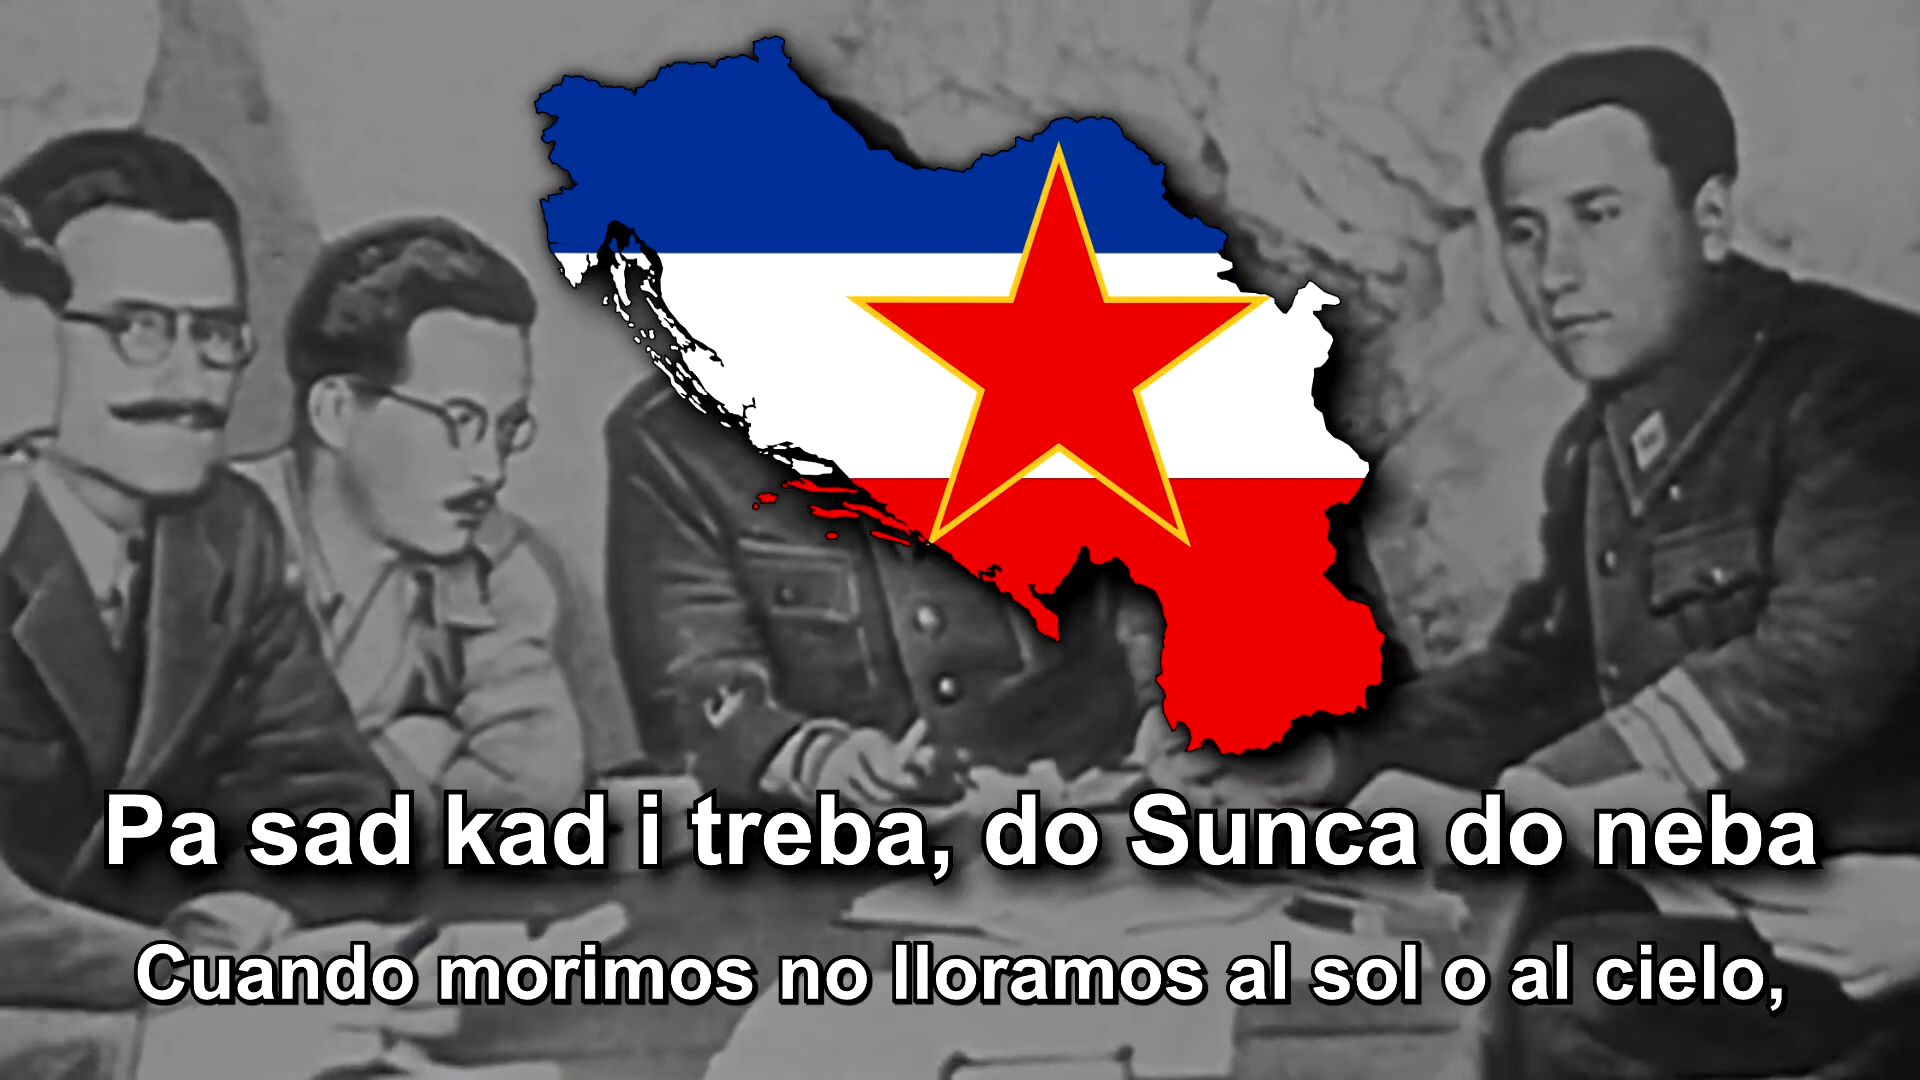 Pa sad kad i treba, do Sunca do neba
Cuando morimos no lloramos al sol o al cielo,